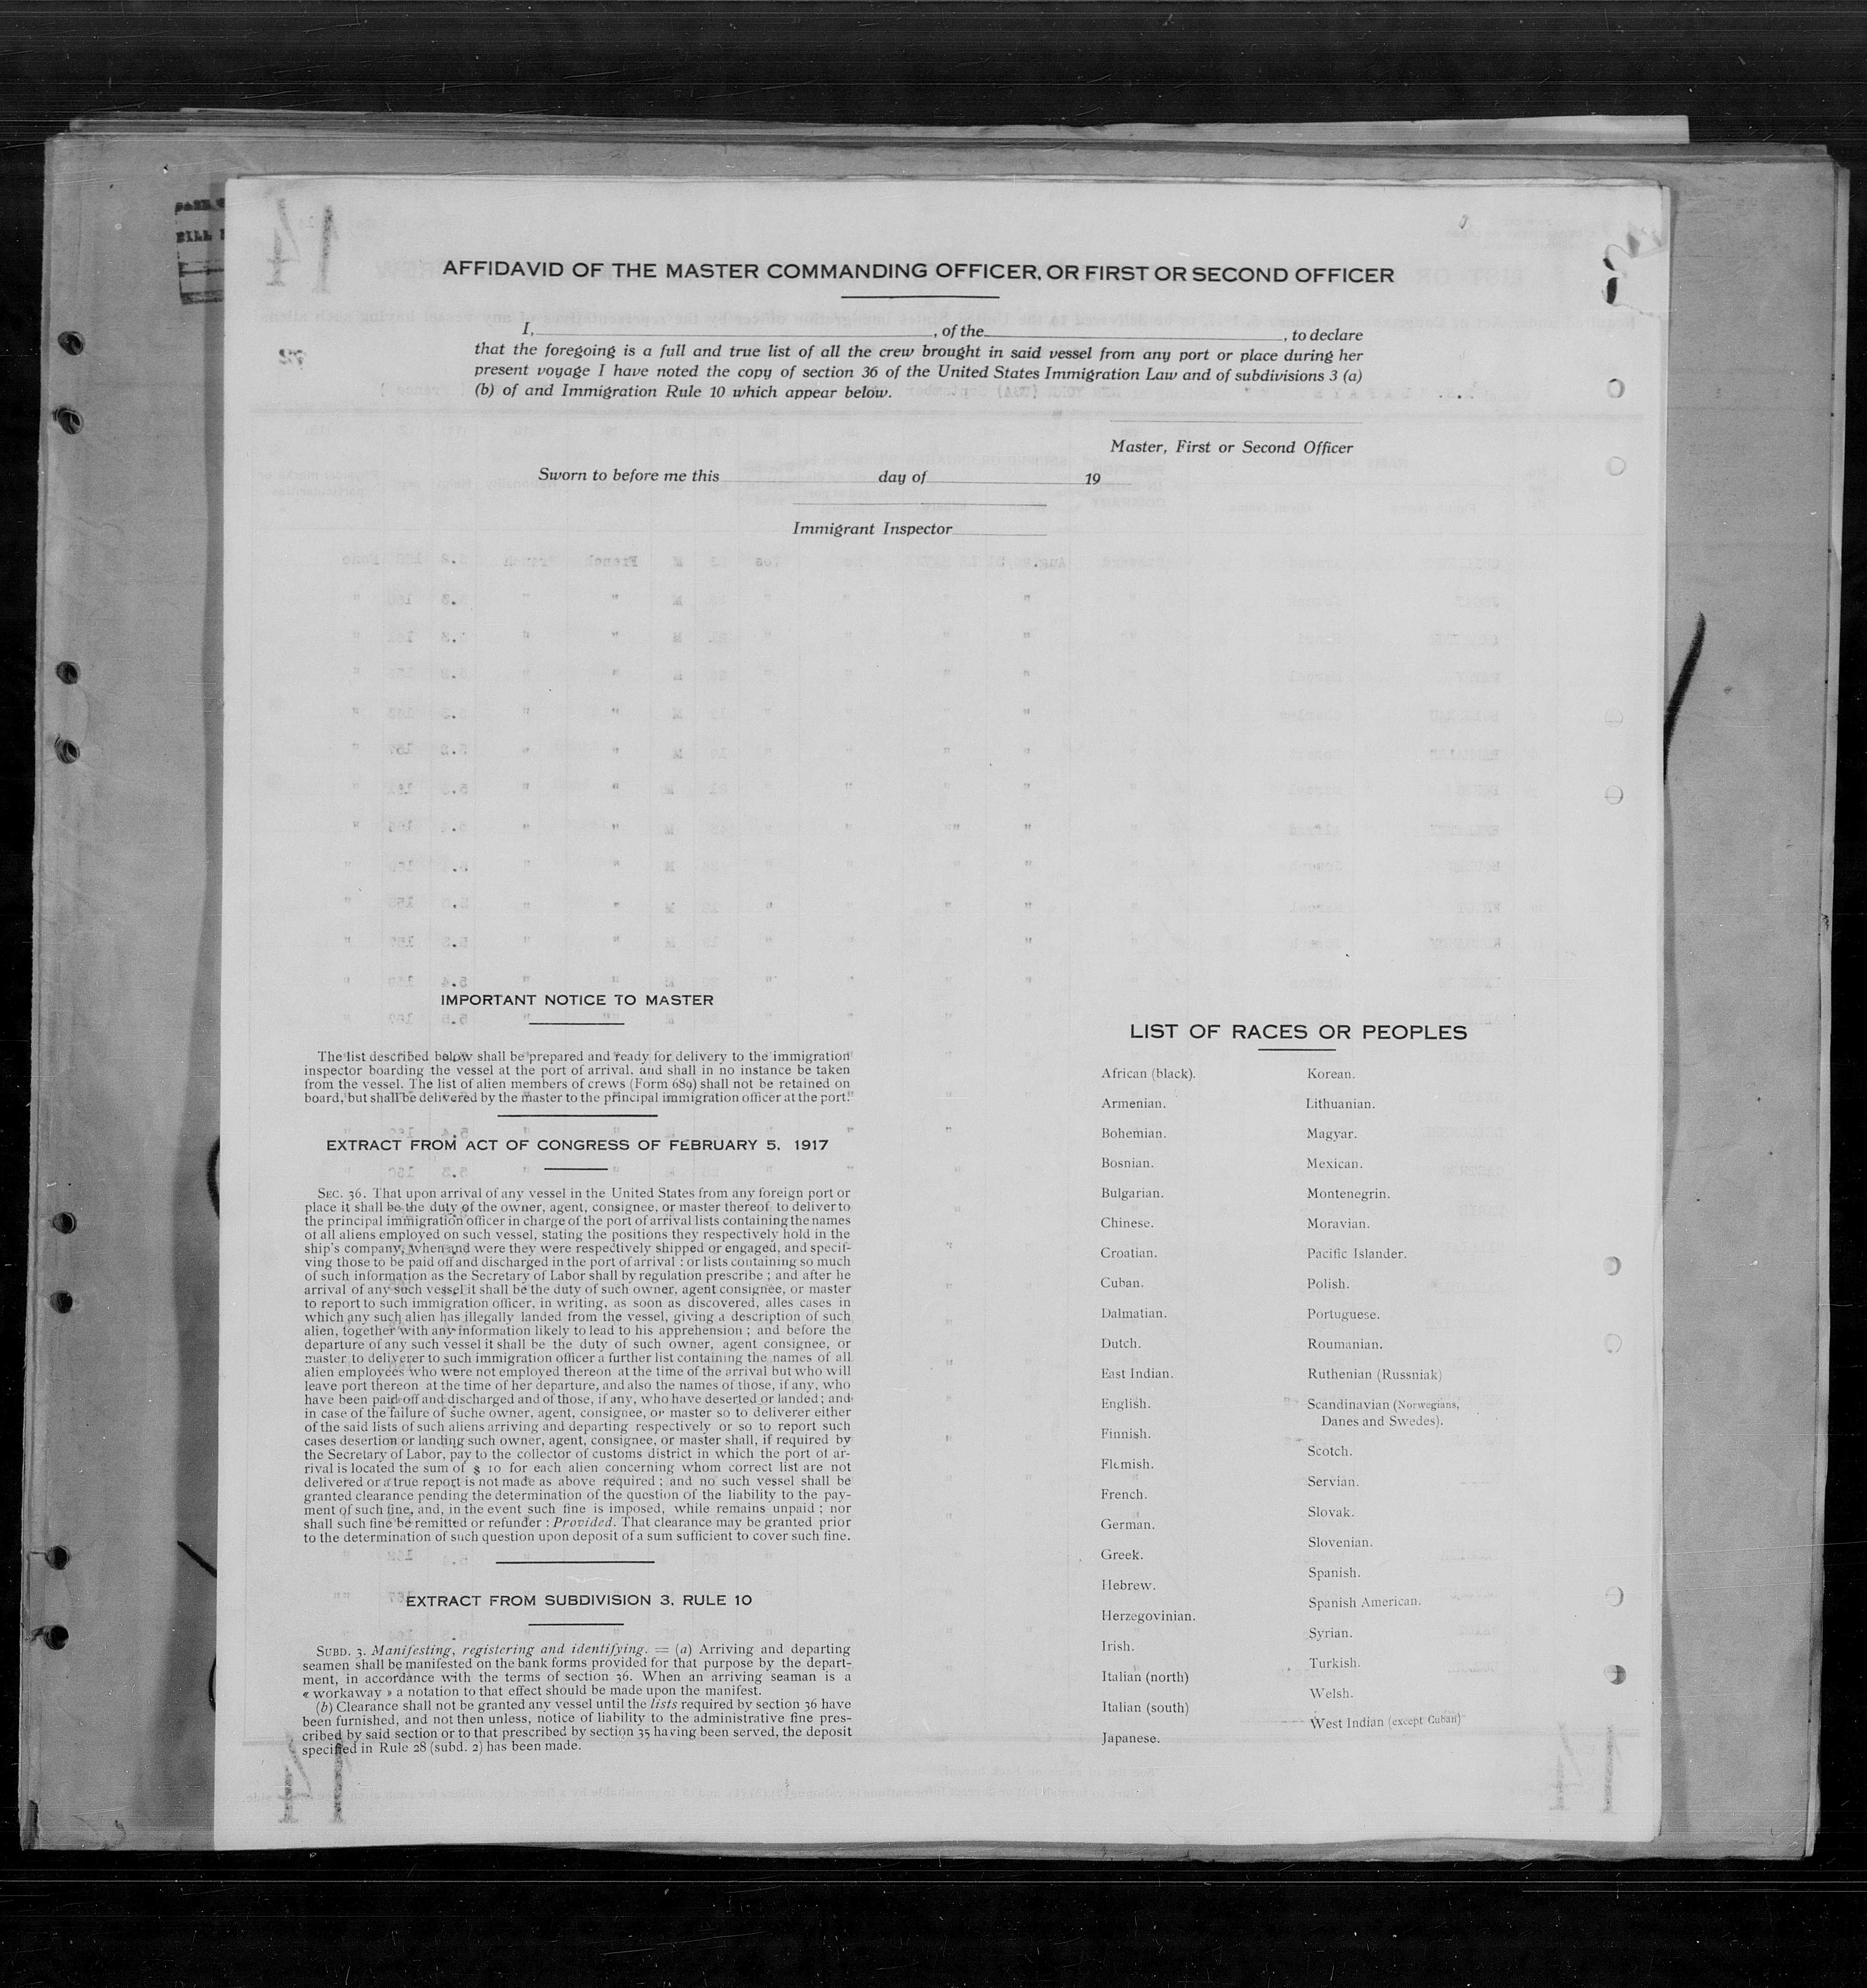 AFFIDAVID OF THE MASTER COMMANDING OFFICER, OR FIRST OR SECOND OFFICER
I, , of the , to declare
that the foregoing is a full and true list of all the crew brought in said vessel from any port or place during her
present voyage I have noted the copy of section 36 of the United States Immigration Law and of subdivisions 3 (a)
(b) of and Immigration Rule 10 which appear below.
Master, First or Second Officer
Sworn to before me this day of 19
Immigrant Inspector
IMPORTANT NOTICE TO MASTER
The list described below shall be prepared and ready for delivery to the immigration
inspector boarding the vessel at the port of arrival, and shall in no instance be taken
from the vessel. The list of alien members of crews (Form 689) shall not be retained on
board, but shall be delivered by the master to the principal immigration officer at the port.
EXTRACT FROM ACT OF CONGRESS OF FEBRUARY 5, 1917
SEC. 36. That upon arrival of any vessel in the United States from any foreign port or
place it shall be the duty of the owner, agent, consignee, or master thereof to deliver to
the principal immigration officer in charge of the port of arrival lists containing the names
of all aliens employed on such vessel, stating the positions they respectively hold in the
ship's company, when and were they were respectively shipped or engaged, and specif-
ving those to be paid off and discharged in the port of arrival : or lists containing so much
of such information as the Secretary of Labor shall by regulation prescribe ; and after he
arrival of any such vessel it shall be the duty of such owner, agent consignee, or master
to report to such immigration officer, in writing, as soon as discovered, alles cases in
which any such alien has illegally landed from the vessel, giving a description of such
alien, together with any information likely to lead to his apprehension ; and before the
departure of any such vessel it shall be the duty of such owner, agent consignee, or
master to deliverer to such immigration officer a further list containing the names of all
alien employees who were not employed thereon at the time of the arrival but who will
leave port thereon at the time of her departure, and also the names of those, if any, who
have been paid off and discharged and of those, if any, who have deserted or landed ; and
in case of the failure of suche owner, agent, consignee, or master so to deliverer either
of the said lists of such aliens arriving and departing respectively or so to report such
cases desertion or landing such owner, agent, consignee, or master shall, if required by
the Secretary of Labor, pay to the collector of customs district in which the port of ar-
rival is located the sum of $ 10 for each alien concerning whom correct list are not
delivered or a true report is not made as above required ; and no such vessel shall be
granted clearance pending the determination of the question of the liability to the pay-
ment of such fine, and, in the event such fine is imposed, while remains unpaid ; nor
shall such fine be remitted or refunder : Provided. That clearance may be granted prior
to the determination of such question upon deposit of a sum sufficient to cover such fine.
EXTRACT FROM SUBDIVISION 3, RULE 10
SUBD. 3. Manifesting, registering and identifying. = (a) Arriving and departing
seamen shall be manifested on the bank forms provided for that purpose by the depart-
ment, in accordance with the terms of section 36. When an arriving seaman is a
« workaway » a notation to that effect should be made upon the manifest.
(b) Clearance shall not be granted any vessel until the lists required by section 36 have
been furnished, and not then unless, notice of liability to the administrative fine pres-
cribed by said section or to that prescribed by section 35 having been served, the deposit
specified in Rule 28 (subd. 2) has been made.
LIST OF RACES OR PEOPLES
African (black).
Armenian.
Bohemian.
Bosnian.
Bulgarian.
Chinese.
Croatian.
Cuban.
Dalmatian.
Dutch.
East Indian.
English.
Finnish.
Flemish.
French.
German.
Greek.
Hebrew.
Herzegovinian.
Irish.
Italian (north)
Italian (south)
Japanese.
Korean.
Lithuanian.
Magyar.
Mexican.
Montenegrin.
Moravian.
Pacific Islander.
Polish.
Portuguese.
Roumanian.
Ruthenian (Russniak)
Scandinavian (Norwegians,
Danes and Swedes).
Scotch.
Servian.
Slovak.
Slovenian.
Spanish.
Spanish American.
Syrian.
Turkish.
Welsh.
West Indian (except Cuban)